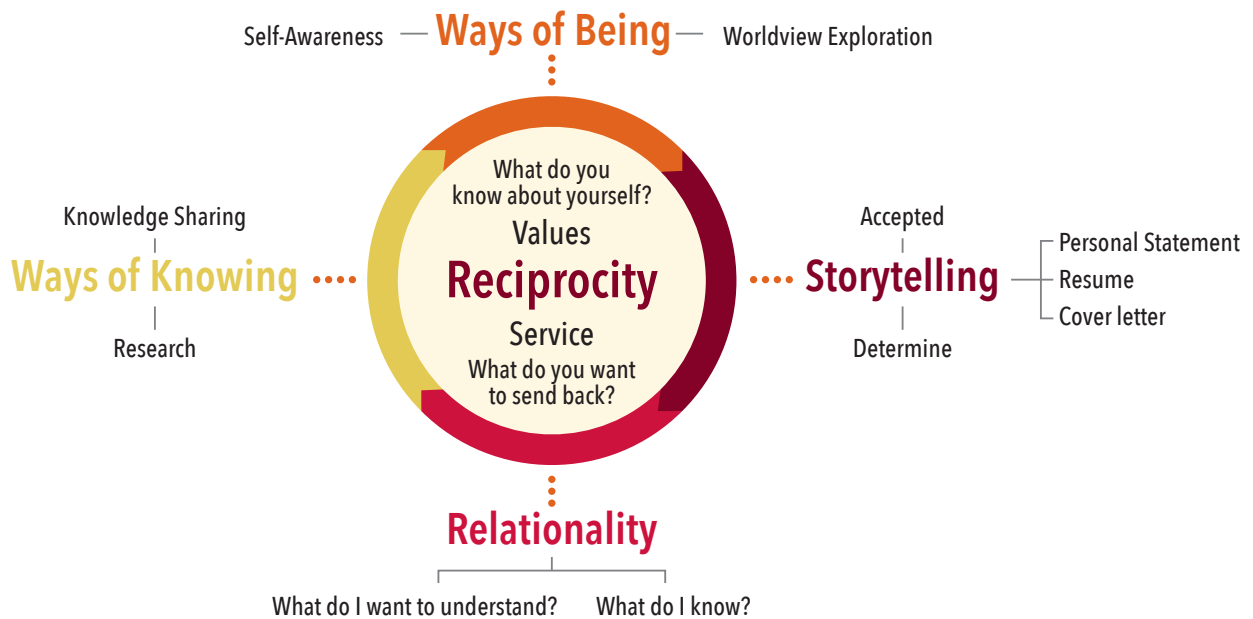 Self-Awareness
Ways of Being
Worldview Exploration
What do you
know about yourself?
Values
Reciprocity
Service
What do you want
to send back?
Knowledge Sharing
Ways of Knowing
Research
Accepted
Storytelling
Determine
Personal Statement
Resume
Cover letter
Relationality
What do I want to understand?
What do I know?